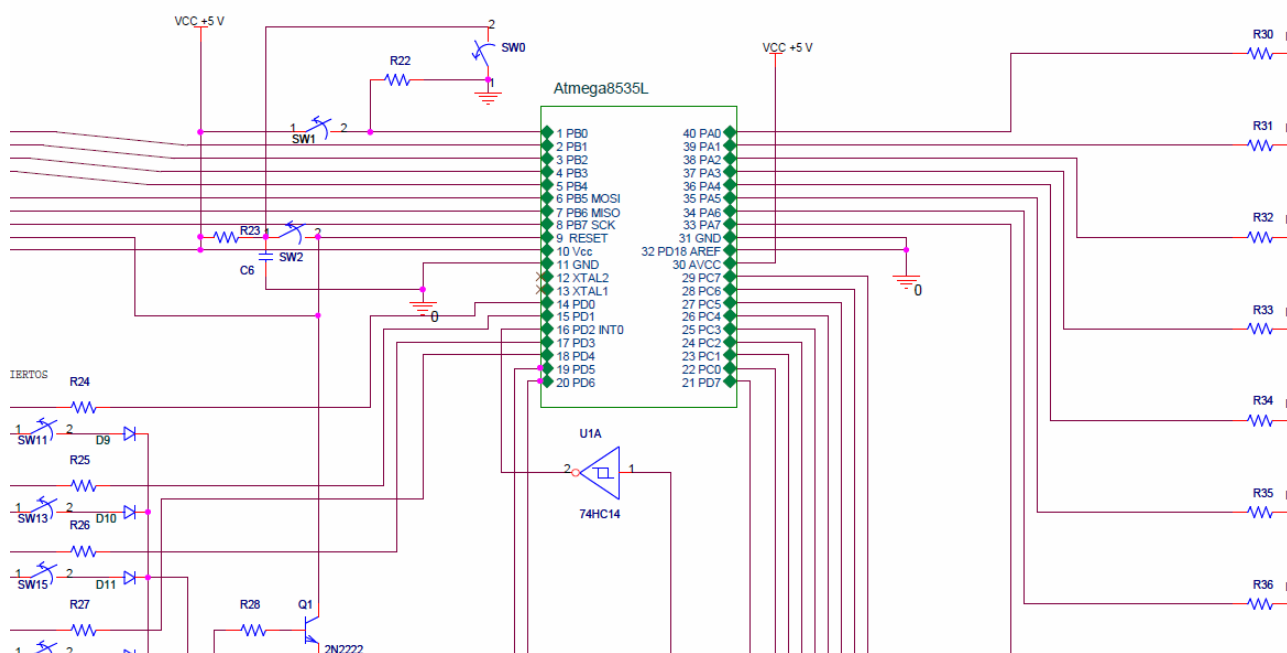 VCC +5 V
2
SW0
1
R22
VCC +5 V
R30
Atmega8535L
1 2
SW1
R31
1 PB0
2 PB1
3 PB2
4 PB3
5 PB4
6 PB5 MOSI
7 PB6 MISO
8 PB7 SCK
9 RESET
10 Vcc
11 GND
12 XTAL2
13 XTAL1
14 PD0
15 PD1
16 PD2 INT0
17 PD3
18 PD4
19 PD5
20 PD6
40 PA0
39 PA1
38 PA2
37 PA3
36 PA4
35 PA5
34 PA6
33 PA7
31 GND
32 PD18 AREF
30 AVCC
29 PC7
28 PC6
27 PC5
26 PC4
25 PC3
24 PC2
23 PC1
22 PC0
21 PD7
R32
R23 1 2
SW2
C6
0
0
R33
IERTOS
R24
R34
1 2
SW11 D9
U1A
2 1
74HC14
R25
R35
1 2
SW13 D10
R26
1 2
SW15 D11
R36
R27
R28
Q1
2N2222
1 2